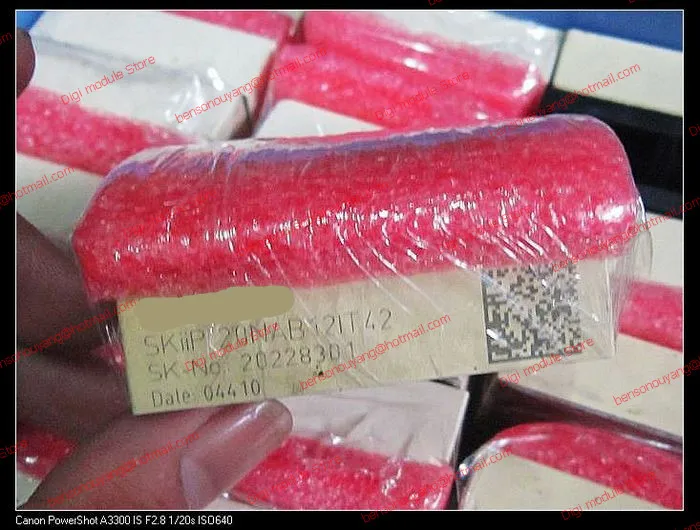 Digi module Store
bensonouyang@hotmail.com
SKiiP 20NAB12IT42
SK-No. 20228301
Date: 04410
Canon PowerShot A3300 IS F2.8 1/20s ISO640